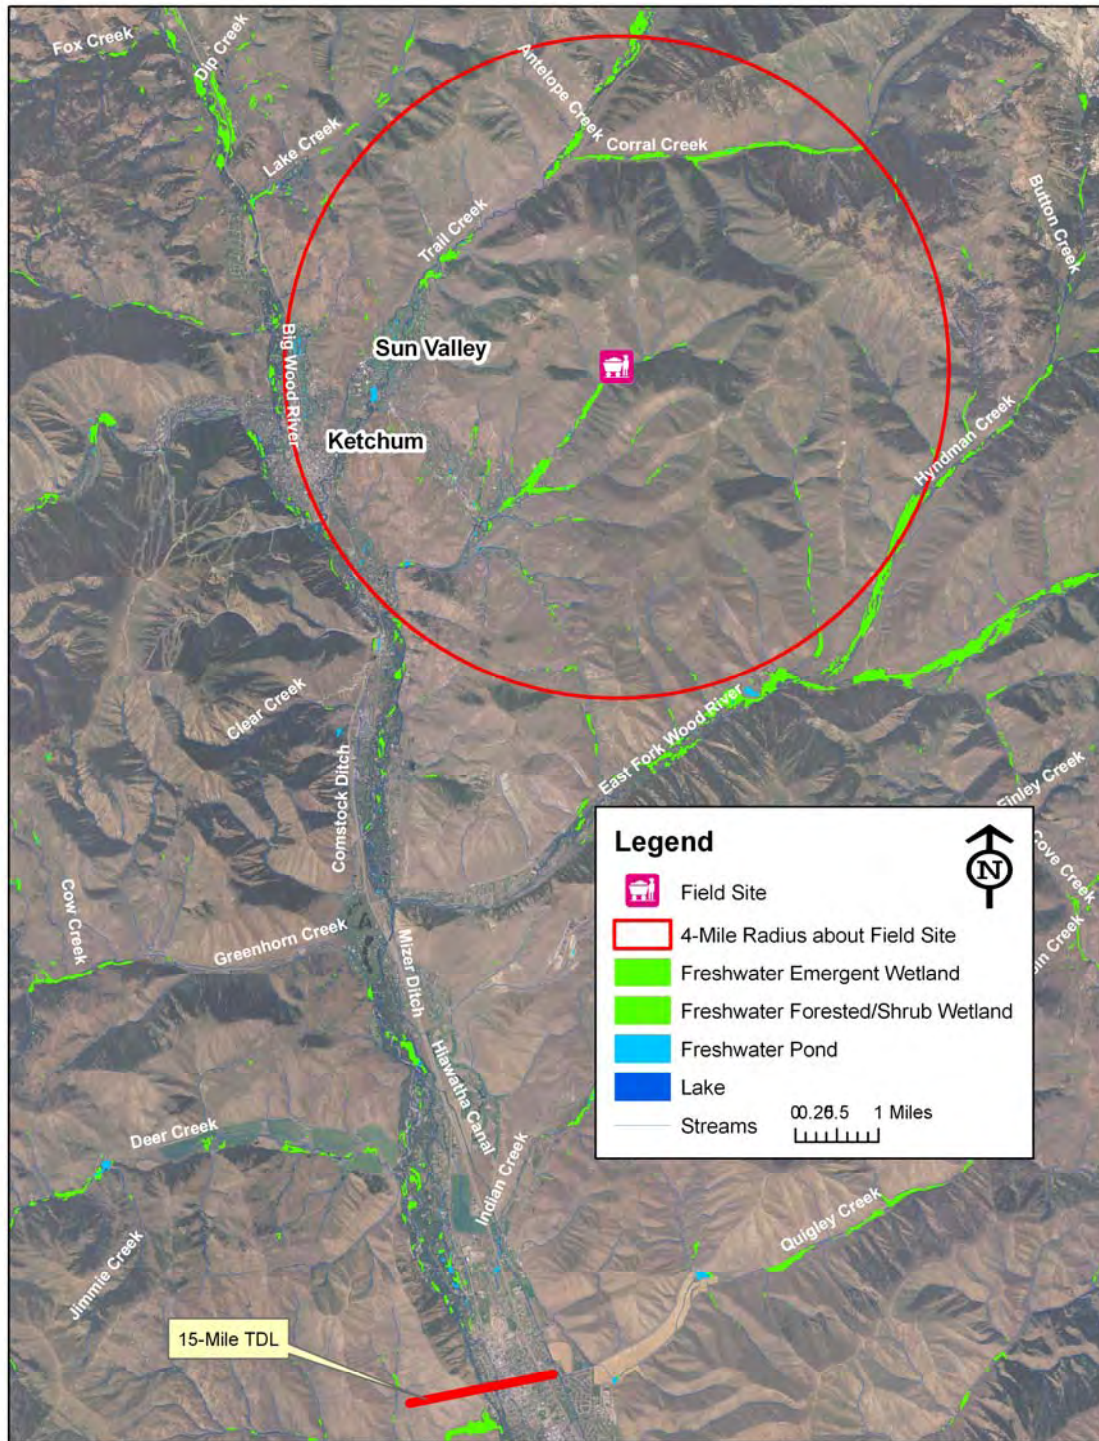 Fox Creek
Dip Creek
Antelope Creek
Lake Creek
Corral Creek
Button Creek
Trail Creek
Big Wood River
Sun Valley
Ketchum
Hyndman Creek
Clear Creek
East Fork Wood River
Comstock Ditch
Finley Creek
Cove Creek
Cow Creek
Greenhorn Creek
Mizer Ditch
Hiawatha Canal
Deer Creek
Indian Creek
Quigley Creek
Jimmie Creek
15-Mile TDL
Legend
N
Field Site
4-Mile Radius about Field Site
Freshwater Emergent Wetland
Freshwater Forested/Shrub Wetland
Freshwater Pond
Lake
Streams
1 Miles